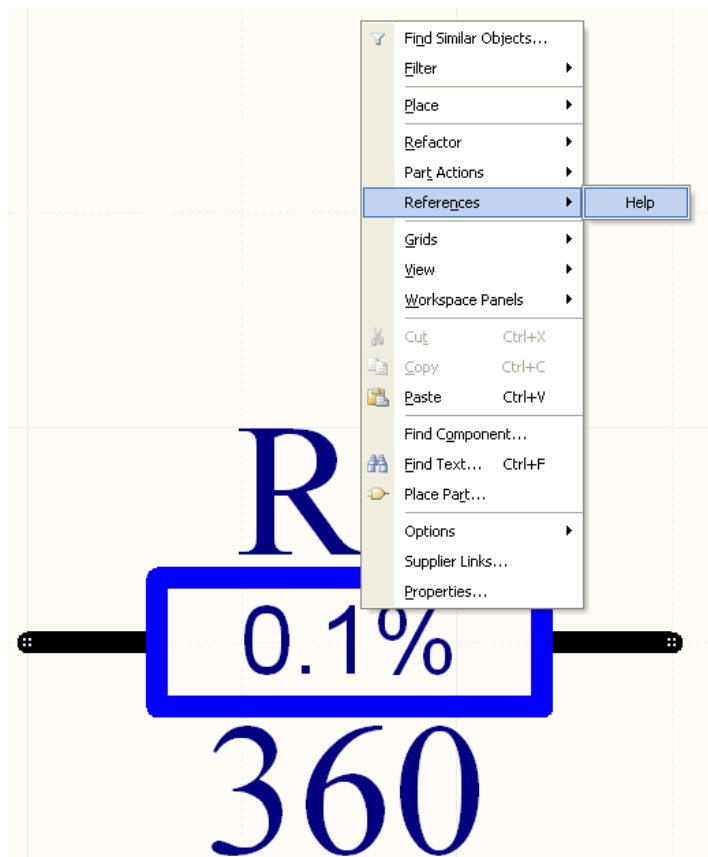 Find Similar Objects...
Filter
Place
Refactor
Part Actions
References
Help
Grids
View
Workspace Panels
Cut Ctrl+X
Copy Ctrl+C
Paste Ctrl+V
Find Component...
Find Text... Ctrl+F
Place Part...
Options
Supplier Links...
Properties...
R
0.1%
360